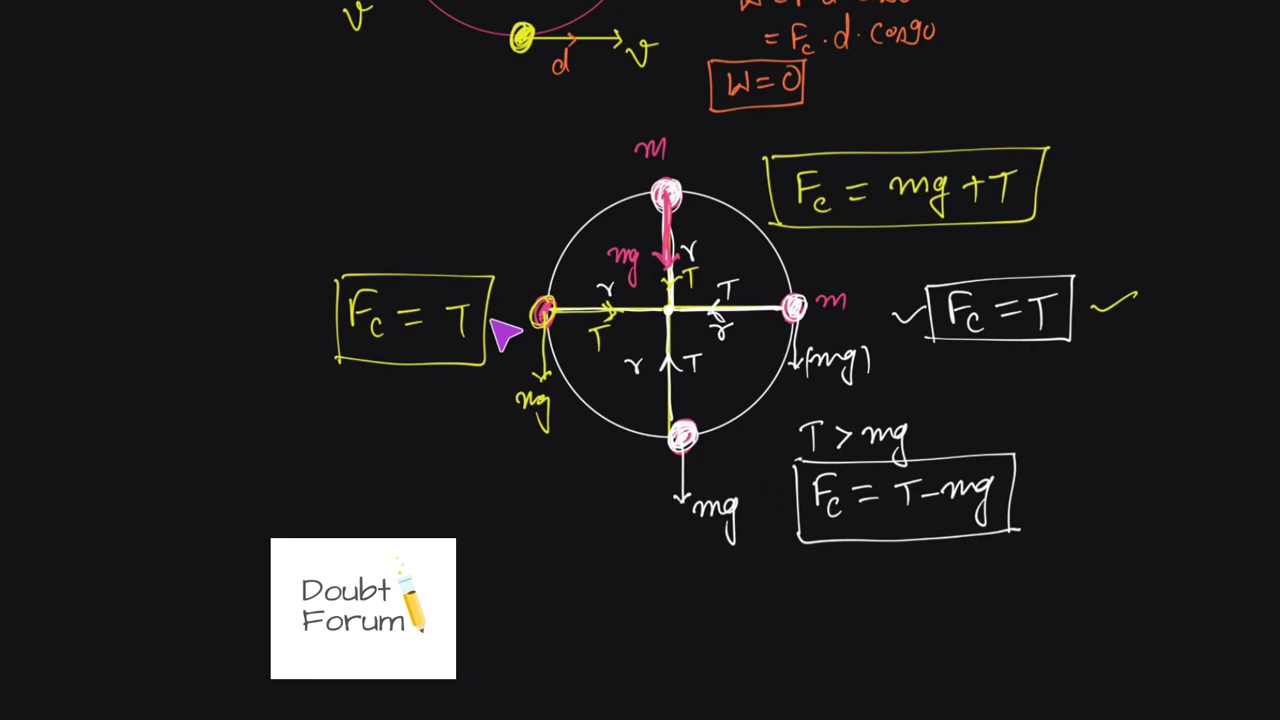 v
d
v
= Fc · d · cos90
W = 0
m
Fc = mg + T
mg
r
T
r
T
m
Fc = T
T
r
Fc = T
mg
r
T
(mg)
T > mg
Fc = T - mg
mg
Doubt
Forum